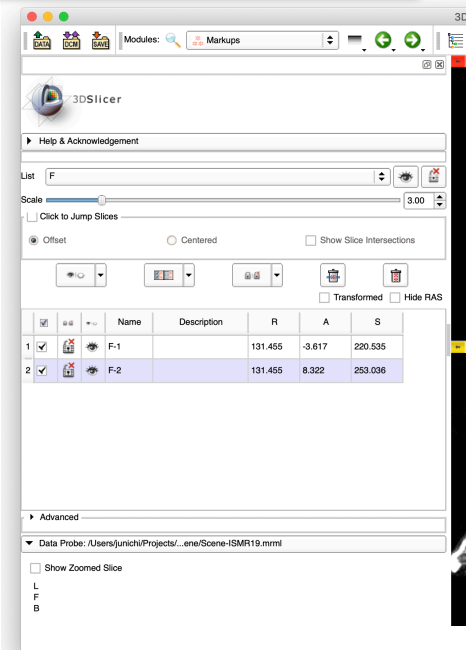 3D
DATA DCM SAVE Modules: Markups
3DSlicer
Help & Acknowledgement
List F
Scale 3.00
Click to Jump Slices
Offset Centered Show Slice Intersections
Transformed Hide RAS
Name Description R A S
1 F-1 131.455 -3.617 220.535
2 F-2 131.455 8.322 253.036
Advanced
Data Probe: /Users/junichi/Projects/...ene/Scene-ISMR19.mrml
Show Zoomed Slice
L
F
B